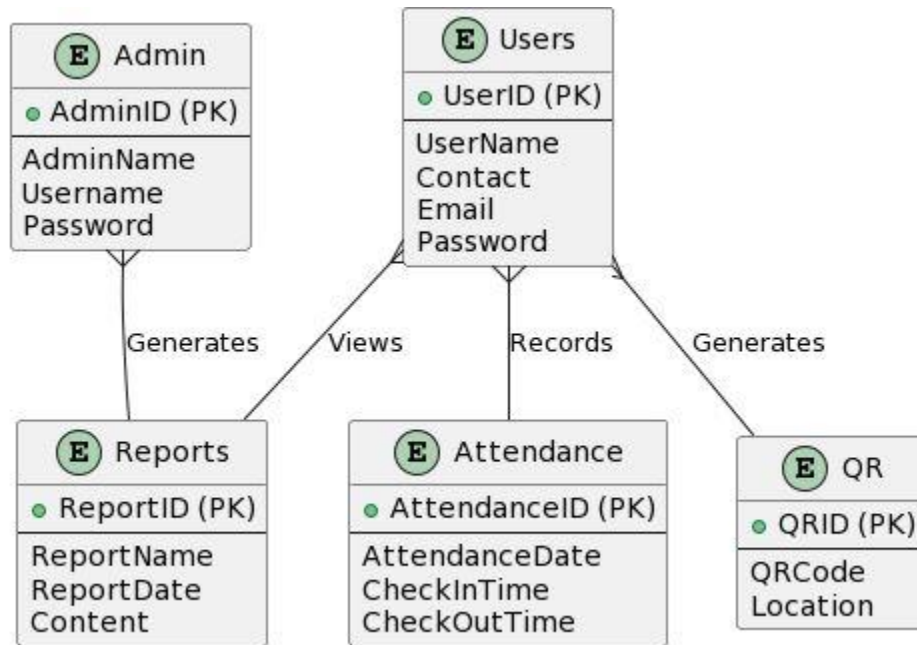 E Admin
AdminID (PK)
AdminName
Username
Password
E Users
UserID (PK)
UserName
Contact
Email
Password
Generates
Views
Records
Generates
E Reports
ReportID (PK)
ReportName
ReportDate
Content
E Attendance
AttendanceID (PK)
AttendanceDate
CheckInTime
CheckOutTime
E QR
QRID (PK)
QRCode
Location